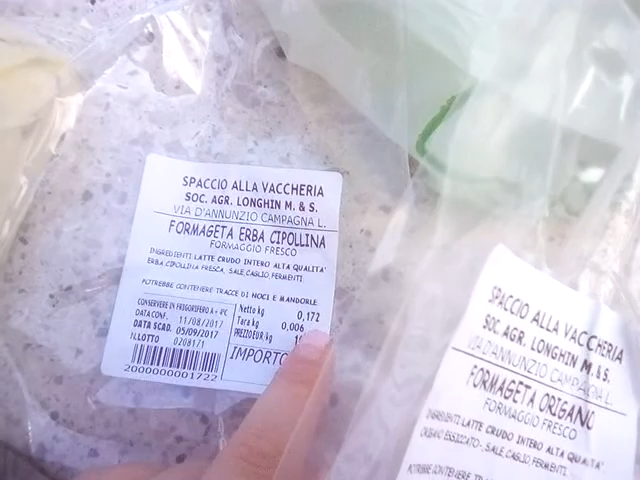 SPACCIO ALLA VACCHERIA
SOC. AGR. LONGHIN M. & S.
VIA D'ANNUNZIO CAMPAGNA L.
FORMAGETA ERBA CIPOLLINA
FORMAGGIO FRESCO
INGREDIENTI LATTE CRUDO INTERO ALTA QUALITA'
ERBA CIPOLLINA FRESCA, SALE, CAGLIO, FERMENTI.
POTREBBE CONTENERE TRACCE DI NOCI E MANDORLE
CONSERVARE IN FRIGORIFERO A + 4°C
DATA CONF. 11/08/2017
DATA SCAD. 05/09/2017
LOTTO 0208171
2000000001722
Netto kg 0,172
Tara kg 0,006
PREZZO EUR/kg
IMPORTO
SPACCIO ALLA VACCHERIA
SOC. AGR. LONGHIN M. & S.
VIA D'ANNUNZIO CAMPAGNA L.
FORMAGETA ORIGANO
FORMAGGIO FRESCO
INGREDIENTI LATTE CRUDO INTERO ALTA QUALITA'
ORIGANO ESSICCATO, SALE, CAGLIO, FERMENTI.
POTREBBE CONTENERE